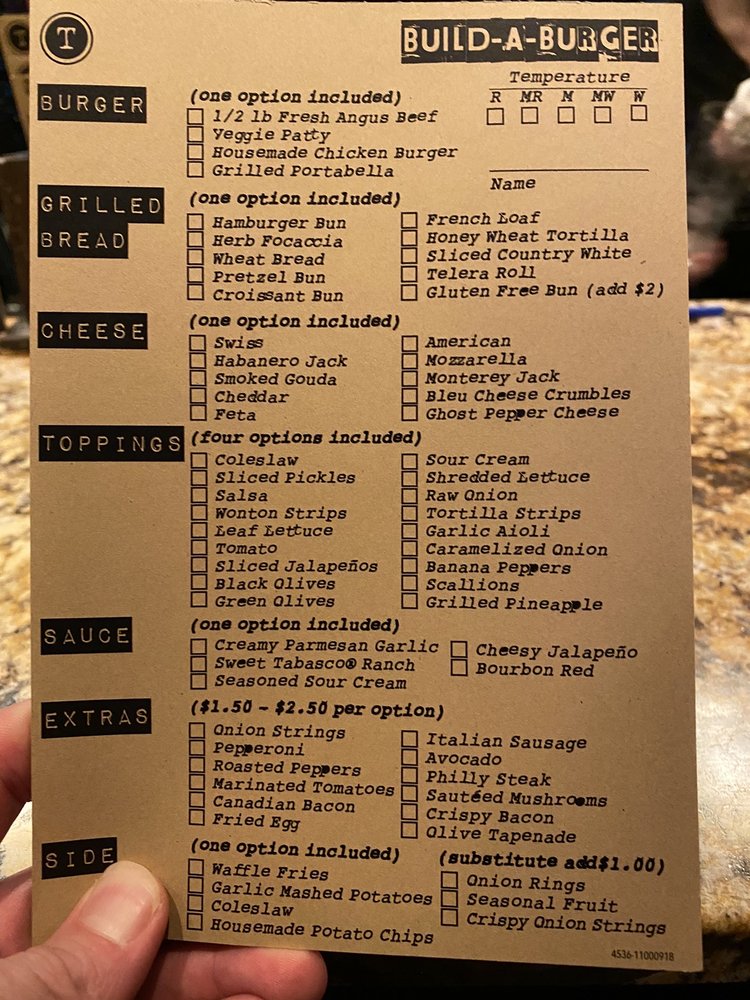 T
BUILD-A-BURGER
Temperature
R MR M MW W
Name
BURGER
(one option included)
1/2 lb Fresh Angus Beef
Veggie Patty
Housemade Chicken Burger
Grilled Portabella
GRILLED
BREAD
(one option included)
Hamburger Bun
Herb Focaccia
Wheat Bread
Pretzel Bun
Croissant Bun
French Loaf
Honey Wheat Tortilla
Sliced Country White
Telera Roll
Gluten Free Bun (add $2)
CHEESE
(one option included)
Swiss
Habanero Jack
Smoked Gouda
Cheddar
Feta
American
Mozzarella
Monterey Jack
Bleu Cheese Crumbles
Ghost Pepper Cheese
TOPPINGS
(four options included)
Coleslaw
Sliced Pickles
Salsa
Wonton Strips
Leaf Lettuce
Tomato
Sliced Jalapeños
Black Olives
Green Olives
Sour Cream
Shredded Lettuce
Raw Onion
Tortilla Strips
Garlic Aioli
Caramelized Onion
Banana Peppers
Scallions
Grilled Pineapple
SAUCE
(one option included)
Creamy Parmesan Garlic
Sweet Tabasco® Ranch
Seasoned Sour Cream
Cheesy Jalapeño
Bourbon Red
EXTRAS
($1.50 - $2.50 per option)
Onion Strings
Pepperoni
Roasted Peppers
Marinated Tomatoes
Canadian Bacon
Fried Egg
Italian Sausage
Avocado
Philly Steak
Sautéed Mushrooms
Crispy Bacon
Olive Tapenade
SIDE
(one option included)
Waffle Fries
Garlic Mashed Potatoes
Coleslaw
Housemade Potato Chips
(substitute add$1.00)
Onion Rings
Seasonal Fruit
Crispy Onion Strings
4536-11000918